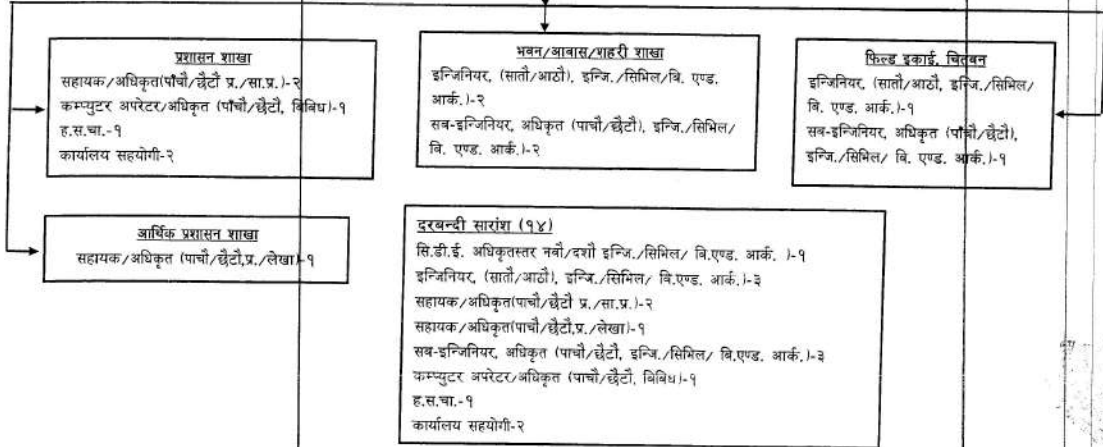 प्रशासन शाखा
सहायक/अधिकृत(पाँचौ/छैटौ प्र./सा.प्र.)-२
कम्प्युटर अपरेटर/अधिकृत (पाँचौ/छैटौ, बिबिध)-१
ह.स.चा.-१
कार्यालय सहयोगी-२
भवन/आवास/शहरी शाखा
इन्जिनियर, (सातौ/आठौ), इन्जि./सिभिल/बि. एण्ड.
आर्क.)-२
सब-इन्जिनियर, अधिकृत (पाचौ/छैटौ), इन्जि./सिभिल/
बि. एण्ड. आर्क.)-२
फिल्ड इकाई, चितवन
इन्जिनियर, (सातौ/आठौ, इन्जि./सिभिल/
बि. एण्ड. आर्क.)-१
सब-इन्जिनियर, अधिकृत (पाँचौ/छैटौ),
इन्जि./सिभिल/ बि. एण्ड. आर्क.)-१
आर्थिक प्रशासन शाखा
सहायक/अधिकृत (पाचौ/छैटौ,प्र./लेखा)-१
दरबन्दी सारांश (१४)
सि.डी.ई. अधिकृतस्तर नवौ/दशौ इन्जि./सिभिल/ बि.एण्ड. आर्क. )-१
इन्जिनियर, (सातौ/आठौ), इन्जि./सिभिल/ बि.एण्ड. आर्क.)-३
सहायक/अधिकृत(पाचौ/छैटौ प्र./सा.प्र.)-२
सहायक/अधिकृत(पाचौ/छैटौ,प्र./लेखा)-१
सब-इन्जिनियर, अधिकृत (पाचौ/छैटौ, इन्जि./सिभिल/ बि.एण्ड. आर्क.)-३
कम्प्युटर अपरेटर/अधिकृत (पाचौ/छैटौ, बिबिध)-१
ह.स.चा.-१
कार्यालय सहयोगी-२